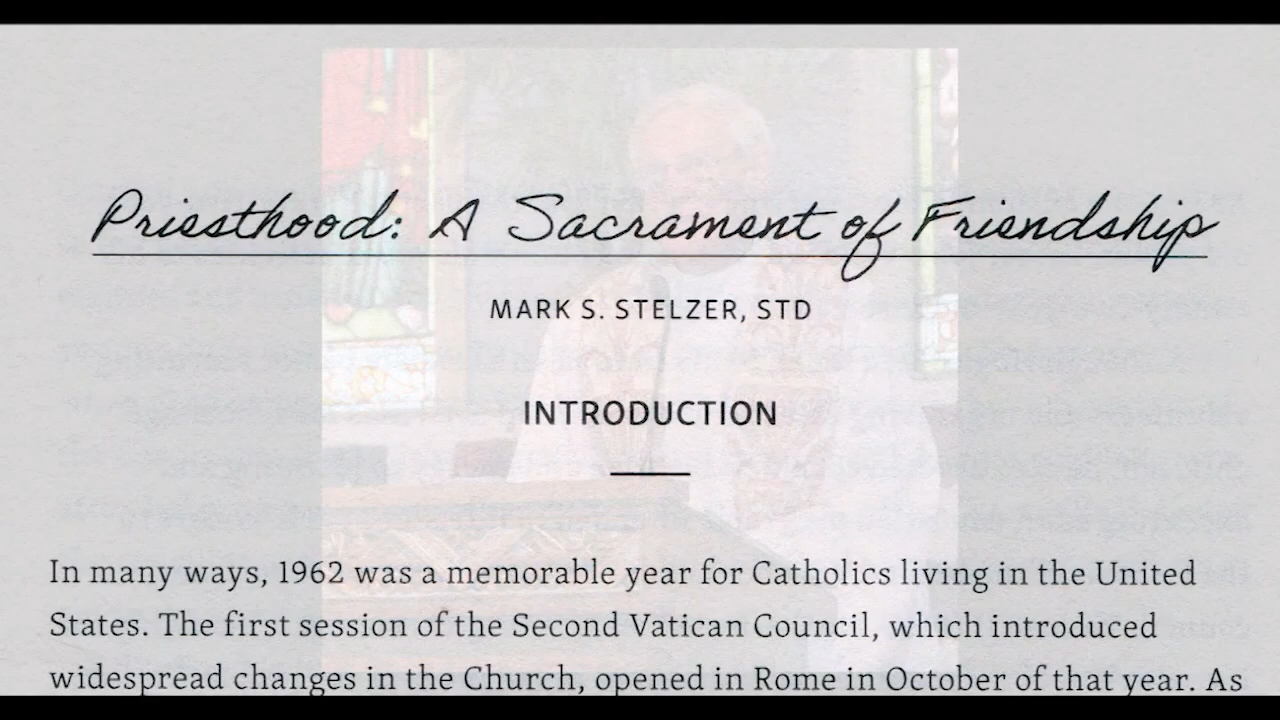 Priesthood: A Sacrament of Friendship
MARK S. STELZER, STD
INTRODUCTION
In many ways, 1962 was a memorable year for Catholics living in the United
States. The first session of the Second Vatican Council, which introduced
widespread changes in the Church, opened in Rome in October of that year. As